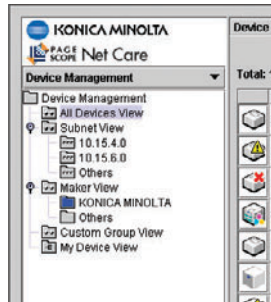 KONICA MINOLTA
PAGE SCOPE Net Care
Device Management
Device Management
All Devices View
Subnet View
10.15.4.0
10.15.6.0
Others
Maker View
KONICA MINOLTA
Others
Custom Group View
My Device View
Device
Total: